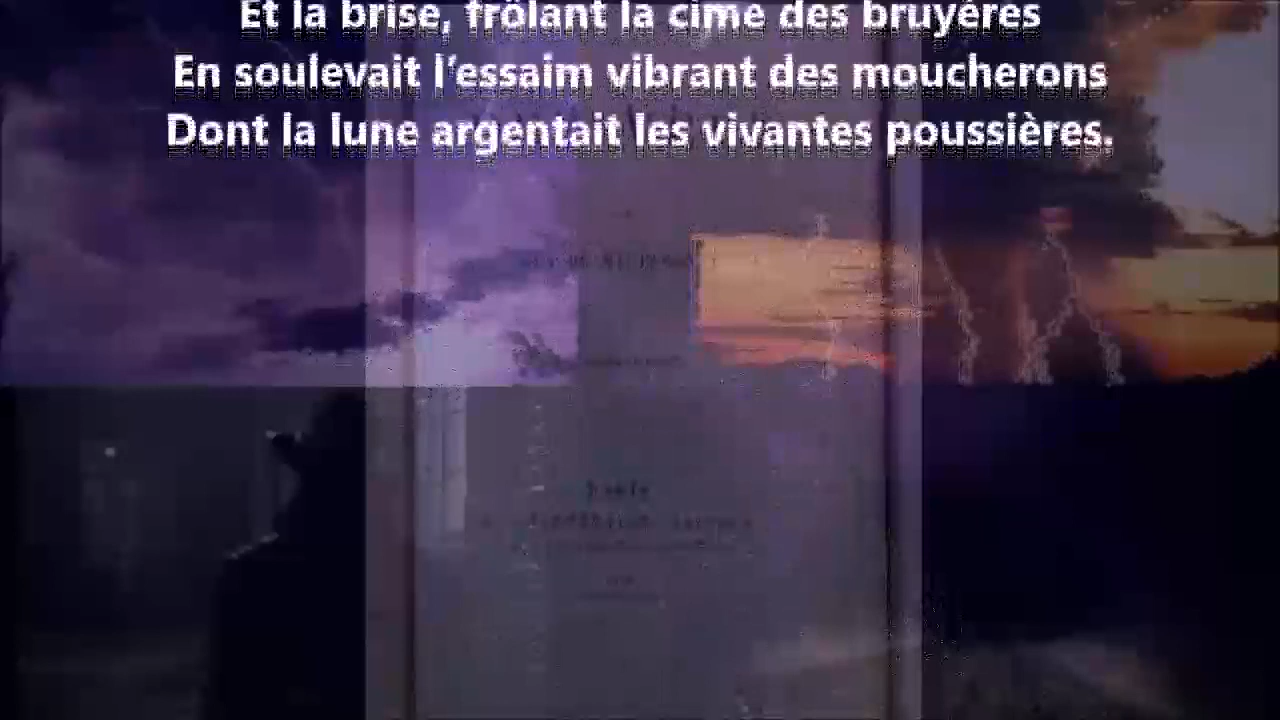 Et la brise, frôlant la cime des bruyères
En soulevait l'essaim vibrant des moucherons
Dont la lune argentait les vivantes poussières.